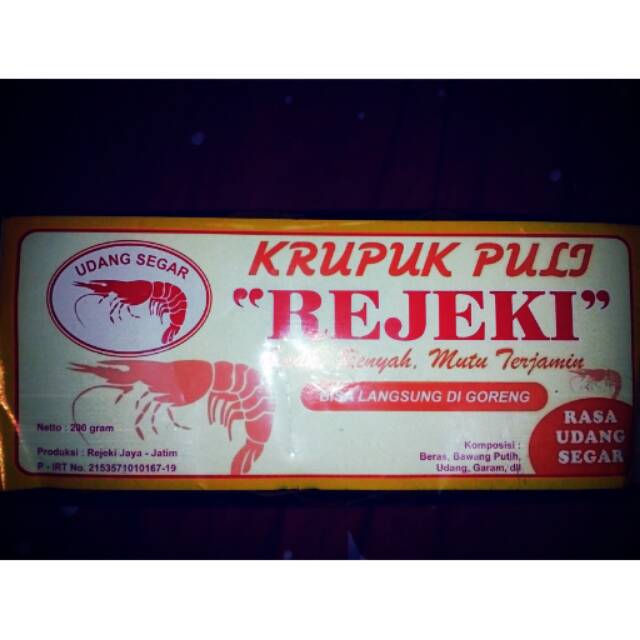 UDANG SEGAR
KRUPUK PULI
"REJEKI"
Renyah, Mutu Terjamin
BISA LANGSUNG DI GORENG
Netto : 200 gram
Produksi : Rejeki Jaya - Jatim
P - IRT No. 2153571010167-19
Komposisi :
Beras, Bawang Putih,
Udang, Garam, dll
RASA
UDANG
SEGAR